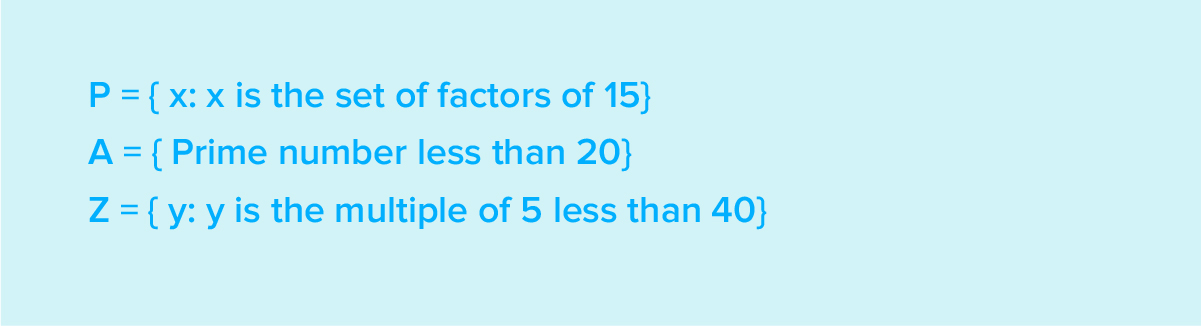 P = { x: x is the set of factors of 15}
A = { Prime number less than 20}
Z = { y: y is the multiple of 5 less than 40}